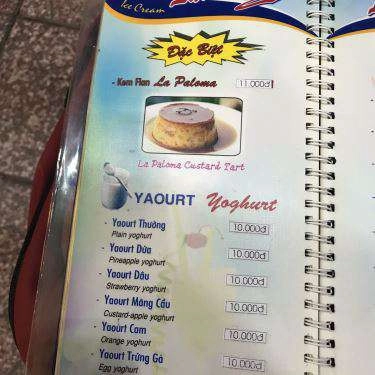 Ice Cream
Đặc Biệt
- Kem Flan La Paloma 11.000đ
La Paloma Custard Tart
YAOURT Yoghurt
- Yaourt Thường 10.000đ
Plain yoghurt
- Yaourt Dừa 10.000đ
Pineapple yoghurt
- Yaourt Dâu 10.000đ
Strawberry yoghurt
- Yaourt Mãng Cầu 10.000đ
Custard-apple yoghurt
- Yaourt Cam 10.000đ
Orange yoghurt
- Yaourt Trứng Gà 10.000đ
Egg yoghurt